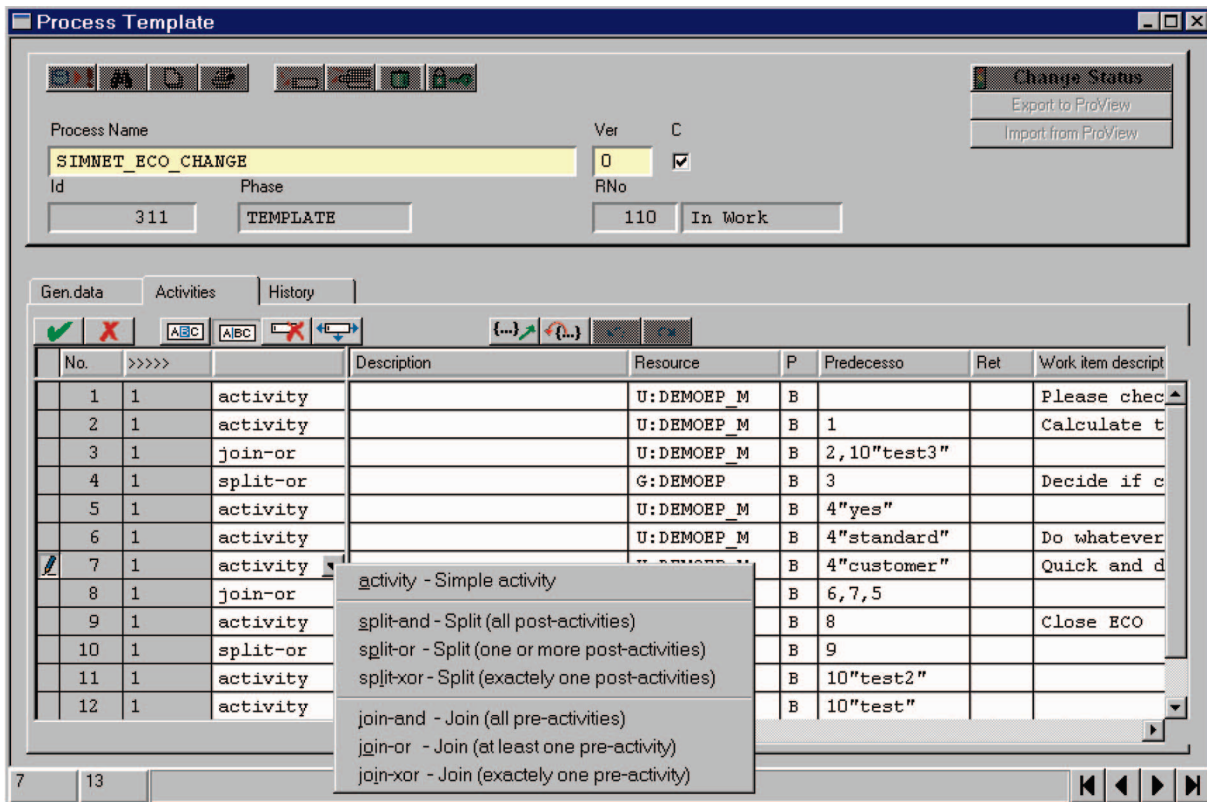 Process Template
Change Status
Export to ProView
Import from ProView
Process Name Ver C
SIMNET_ECO_CHANGE 0
Id Phase RNo
311 TEMPLATE 110 In Work
Gen.data Activities History
ABC ABC {...} {...}
No. >>>>> Description Resource P Predecesso Ret Work item descript
1 1 activity U:DEMOEP_M B Please chec
2 1 activity U:DEMOEP_M B 1 Calculate t
3 1 join-or U:DEMOEP_M B 2,10"test3"
4 1 split-or G:DEMOEP B 3 Decide if c
5 1 activity U:DEMOEP_M B 4"yes"
6 1 activity U:DEMOEP_M B 4"standard" Do whatever
7 1 activity B 4"customer" Quick and d
8 1 join-or B 6,7,5
9 1 activity B 8 Close ECO
10 1 split-or B 9
11 1 activity B 10"test2"
12 1 activity B 10"test"
activity - Simple activity
split-and - Split (all post-activities)
split-or - Split (one or more post-activities)
split-xor - Split (exactely one post-activities)
join-and - Join (all pre-activities)
join-or - Join (at least one pre-activity)
join-xor - Join (exactely one pre-activity)
7 13